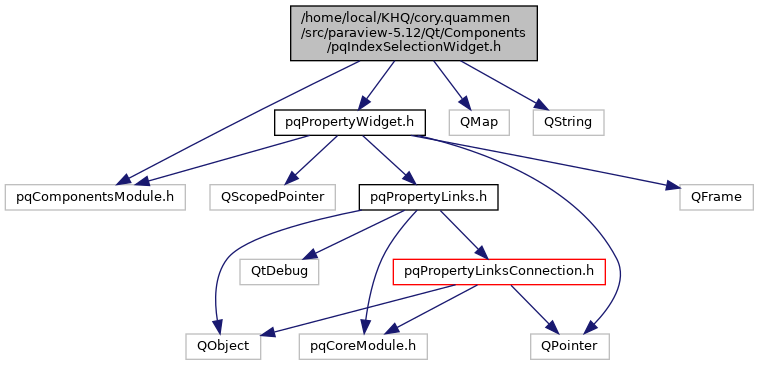 /home/local/KHQ/cory.quammen
/src/paraview-5.12/Qt/Components
/pqIndexSelectionWidget.h
pqPropertyWidget.h
QMap
QString
pqComponentsModule.h
QScopedPointer
pqPropertyLinks.h
QFrame
QtDebug
pqPropertyLinksConnection.h
QObject
pqCoreModule.h
QPointer